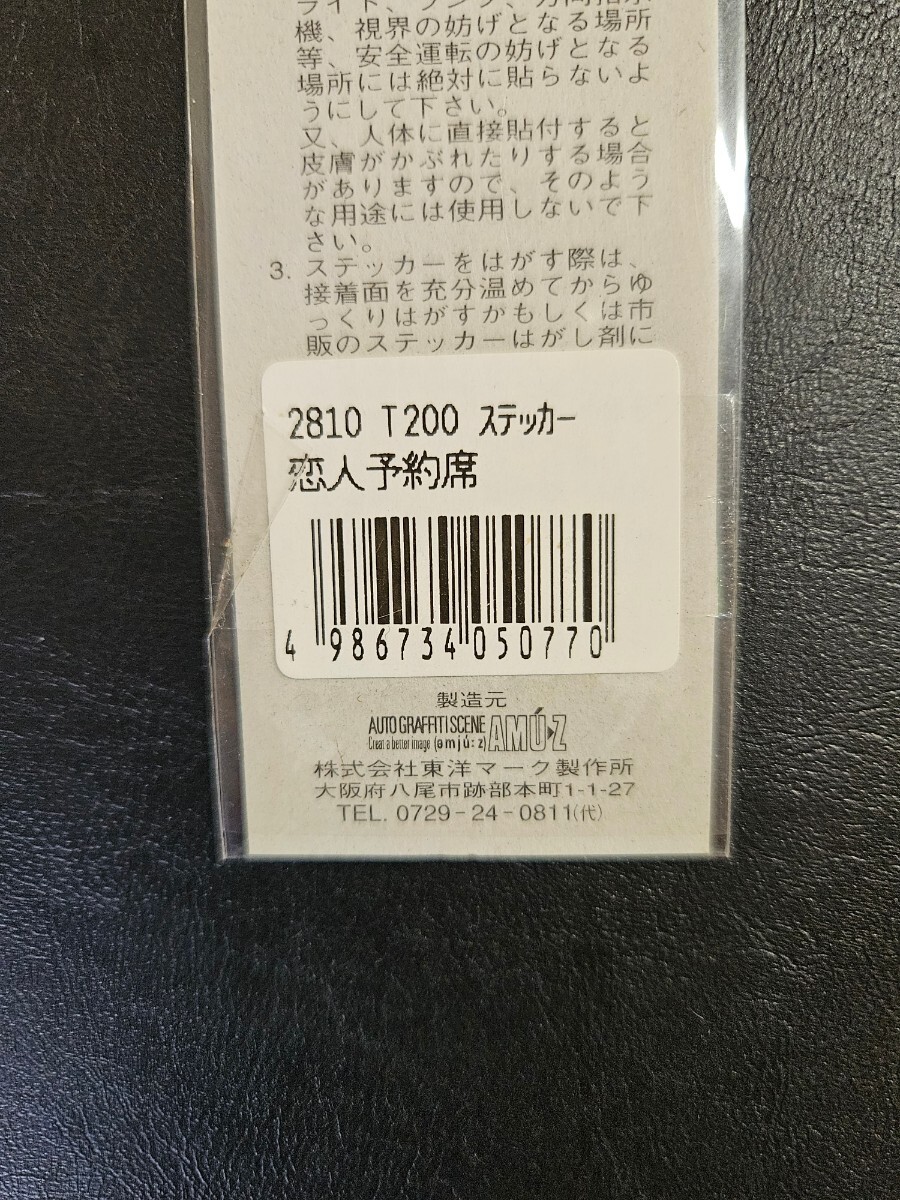 機、視界の妨げとなる場所
等、安全運転の妨げとなる
場所には絶対に貼らないよ
うにして下さい。
又、人体に直接貼付すると
皮膚がかぶれたりする場合
がありますので、そのよう
な用途には使用しないで下
さい。
3. ステッカーをはがす際は、
接着面を充分温めてからゆ
っくりはがすかもしくは市
販のステッカーはがし剤に
2810 T200 ステッカー
恋人予約席
4 986734 050770
製造元
AUTO GRAFFITI SCENE
Creat a better image (əmjú:z)
AMÚZ
株式会社東洋マーク製作所
大阪府八尾市跡部本町1-1-27
TEL. 0729-24-0811(代)